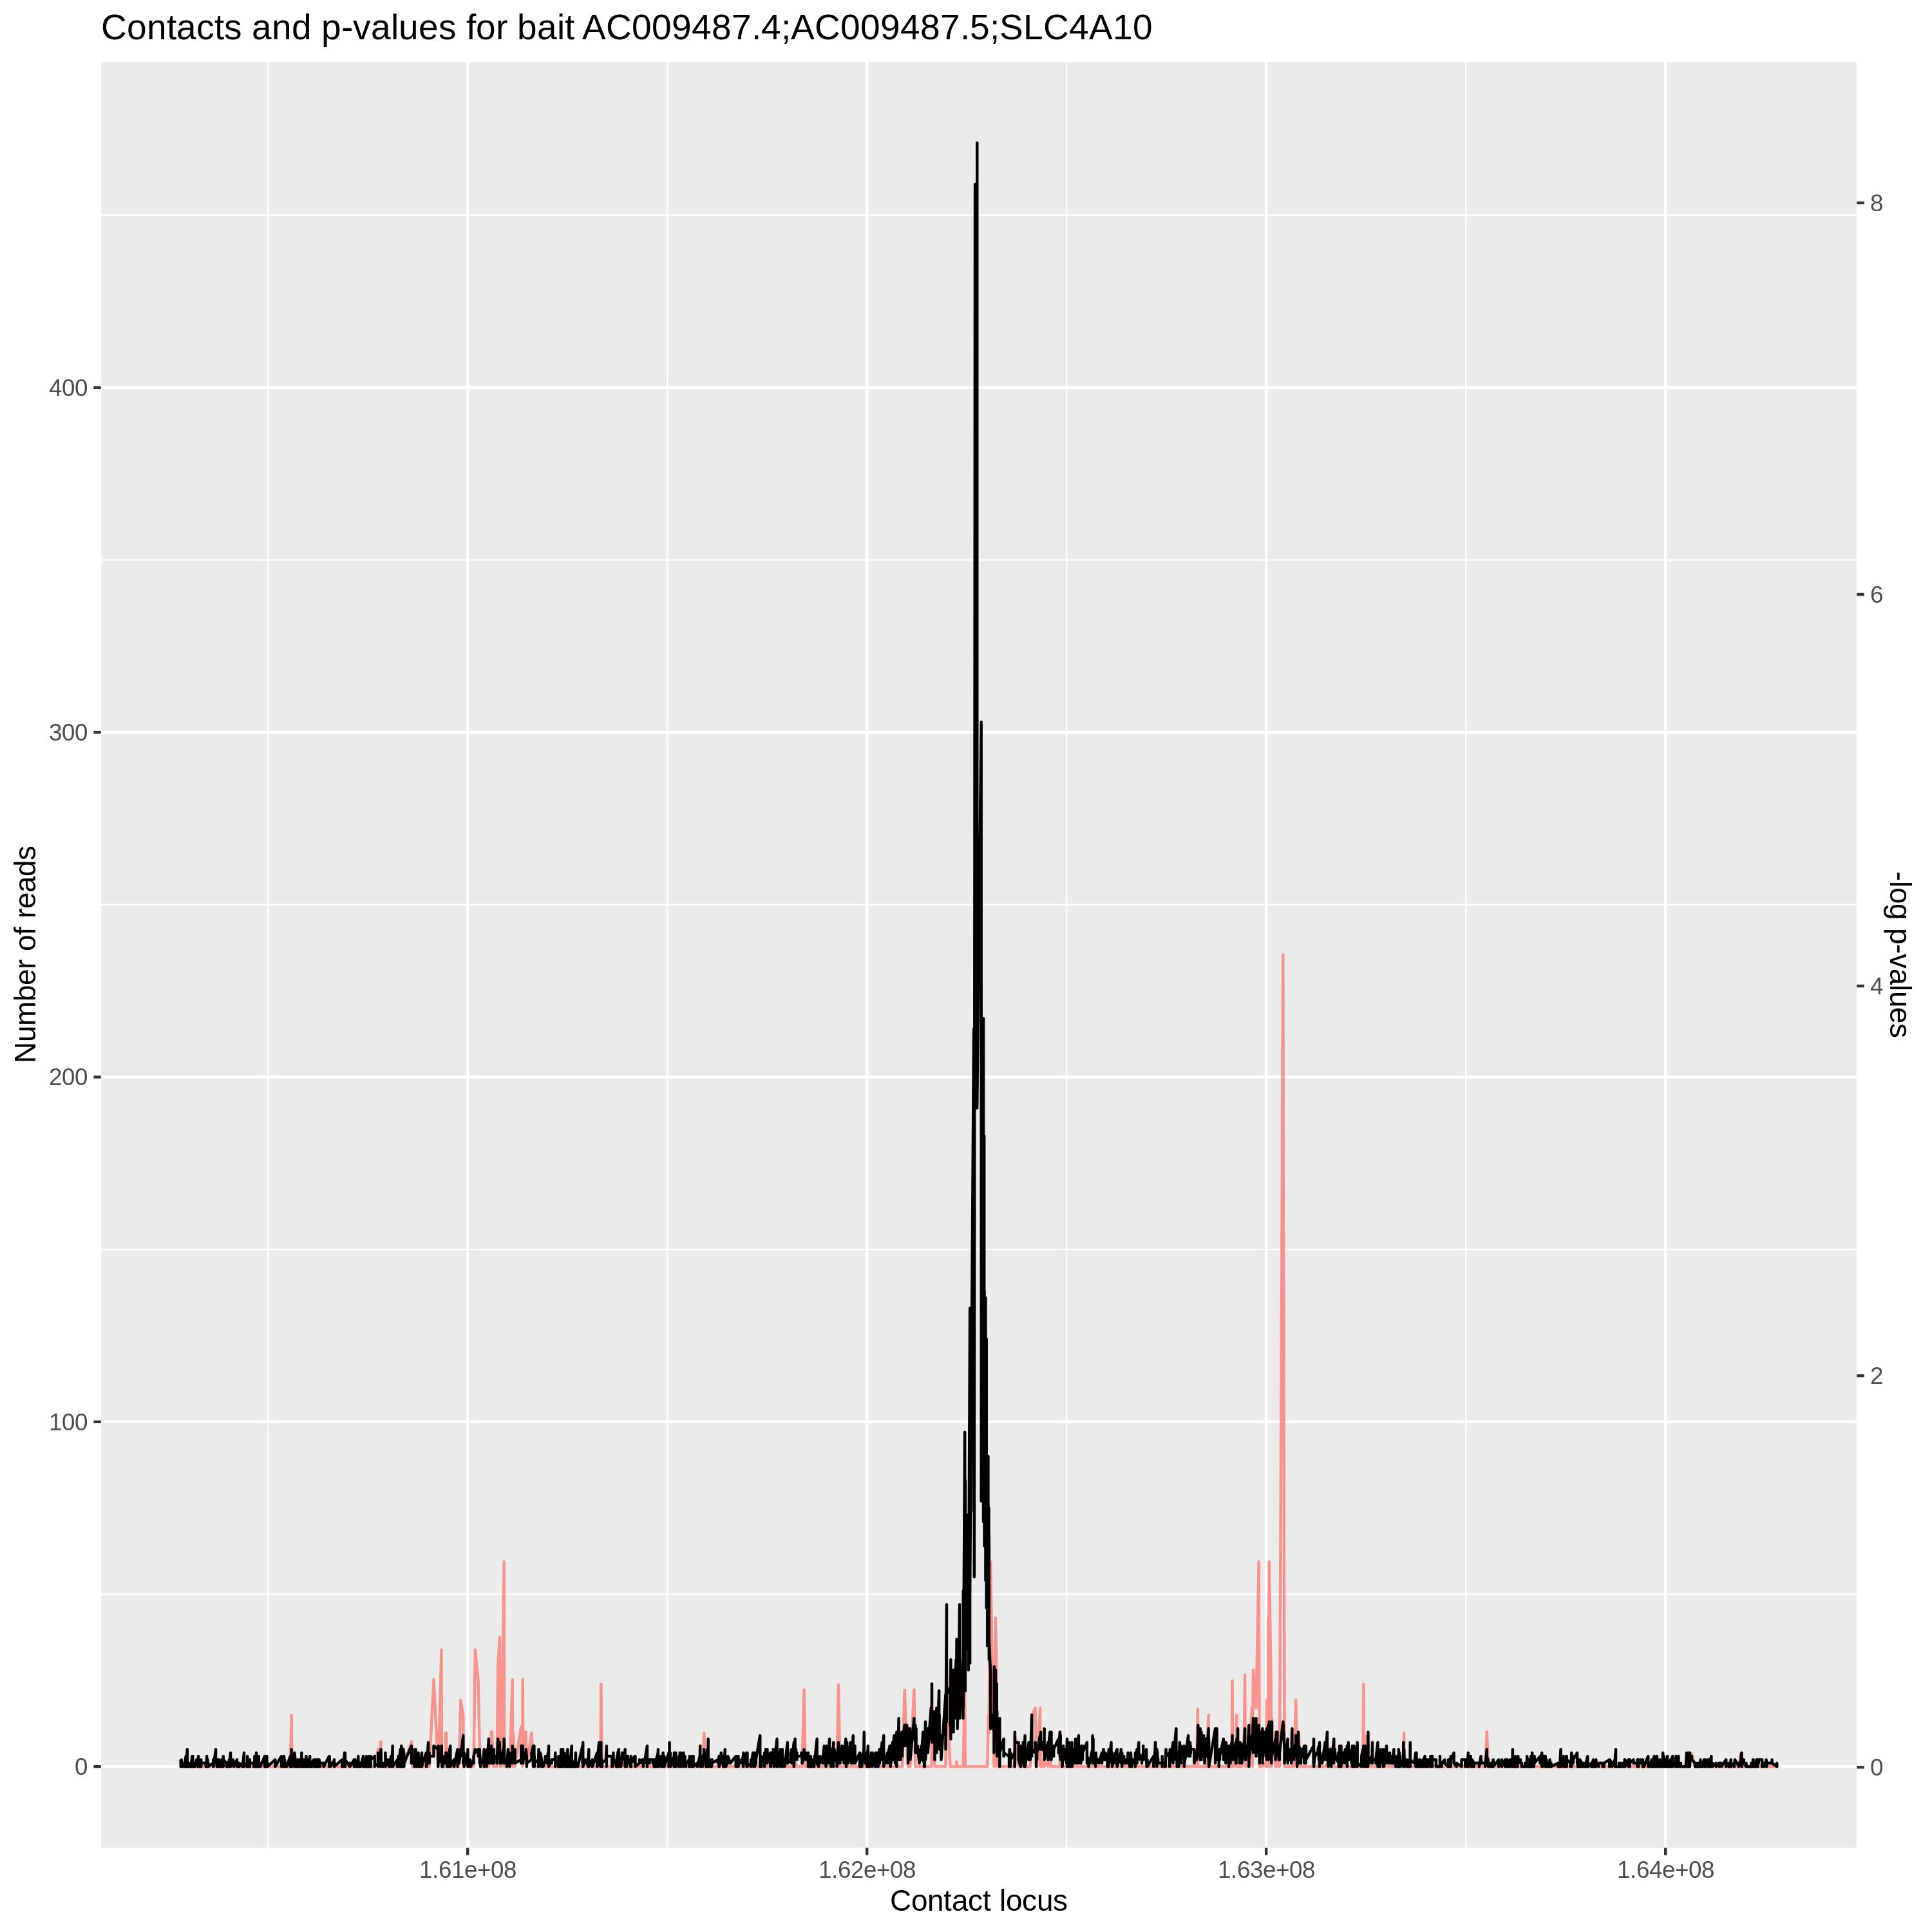 Contacts and p-values for bait AC009487.4;AC009487.5;SLC4A10
Number of reads
400
300
200
100
0
8
6
4
2
0
-log p-values
1.61e+08
1.62e+08
1.63e+08
1.64e+08
Contact locus